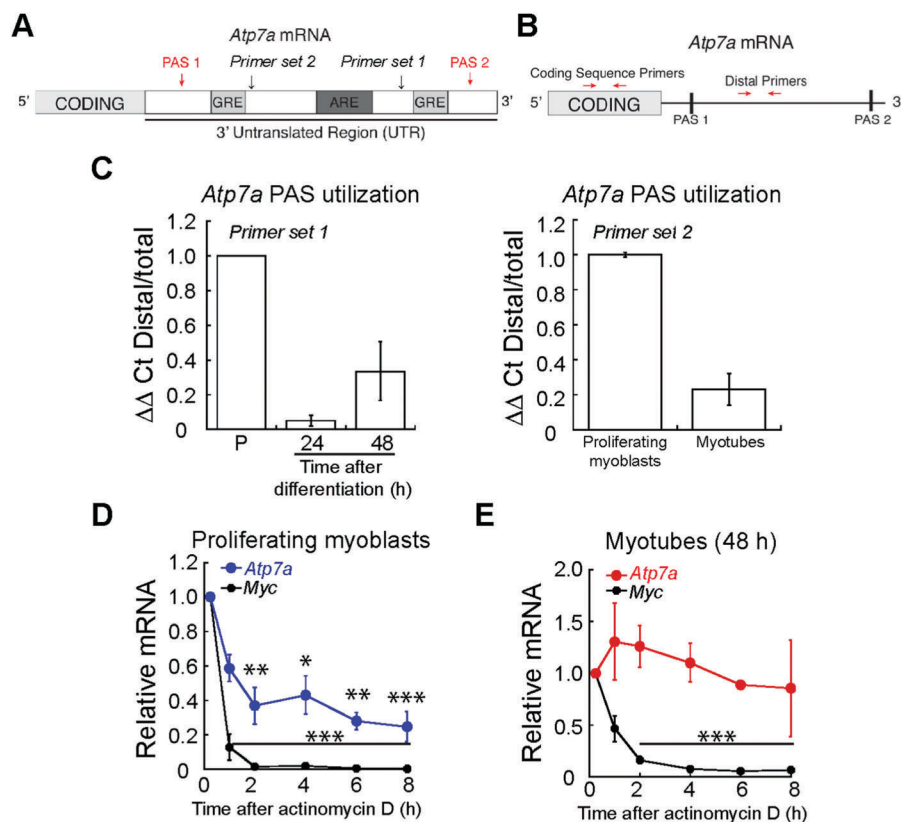 A
Atp7a mRNA
PAS 1
Primer set 2
Primer set 1
PAS 2
5'
CODING
GRE
ARE
GRE
3'
3' Untranslated Region (UTR)
B
Atp7a mRNA
Coding Sequence Primers
Distal Primers
5'
CODING
3
PAS 1
PAS 2
C
Atp7a PAS utilization
Primer set 1
ΔΔ Ct Distal/total
1.2
1.0
0.8
0.6
0.4
0.2
0
P
24
48
Time after
differentiation (h)
Atp7a PAS utilization
Primer set 2
ΔΔ Ct Distal/total
1.2
1.0
0.8
0.6
0.4
0.2
0
Proliferating
myoblasts
Myotubes
D
Proliferating myoblasts
Relative mRNA
1.2
1.0
0.8
0.6
0.4
0.2
0
Atp7a
Myc
**
*
**
***
***
0 2 4 6 8
Time after actinomycin D (h)
E
Myotubes (48 h)
Relative mRNA
2.0
1.5
1.0
0.5
0
Atp7a
Myc
***
0 2 4 6 8
Time after actinomycin D (h)